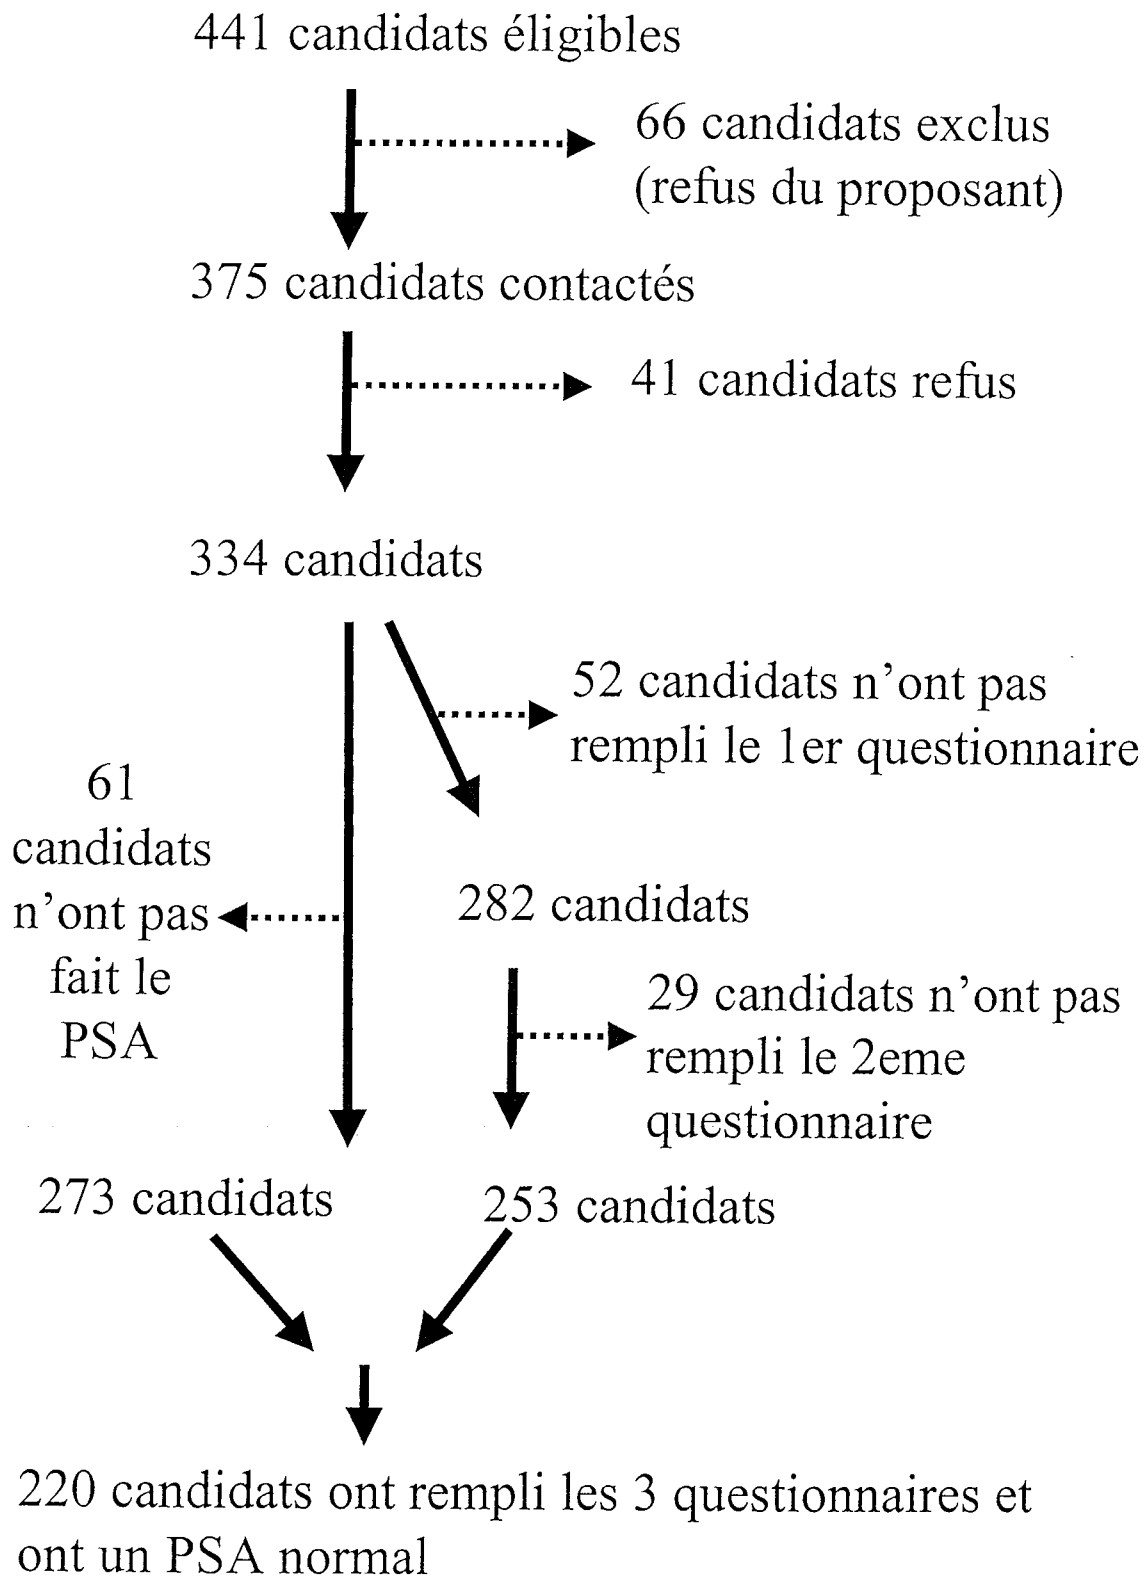 441 candidats éligibles
66 candidats exclus
(refus du proposant)
375 candidats contactés
41 candidats refus
334 candidats
52 candidats n’ont pas
rempli le 1er questionnaire
61
candidats
n’ont pas
fait le
PSA
282 candidats
29 candidats n’ont pas
rempli le 2eme
questionnaire
273 candidats
253 candidats
220 candidats ont rempli les 3 questionnaires et
ont un PSA normal